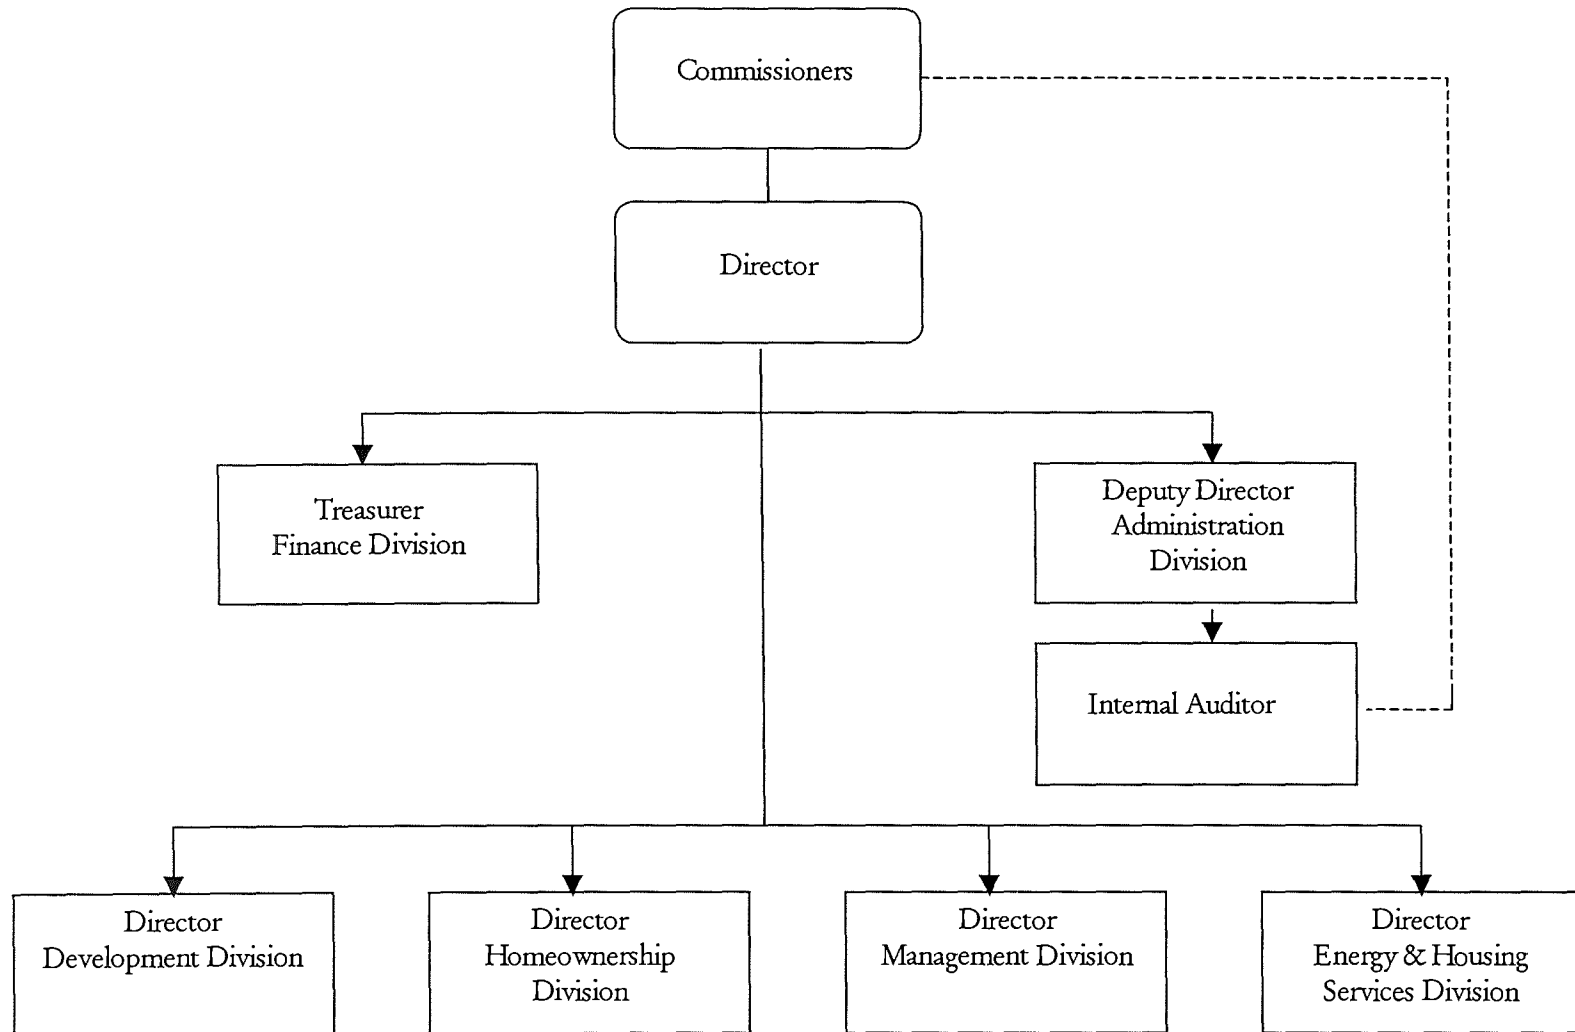 Commissioners
Director
Treasurer
Finance Division
Deputy Director
Administration
Division
Internal Auditor
Director
Development Division
Director
Homeownership
Division
Director
Management Division
Director
Energy & Housing
Services Division